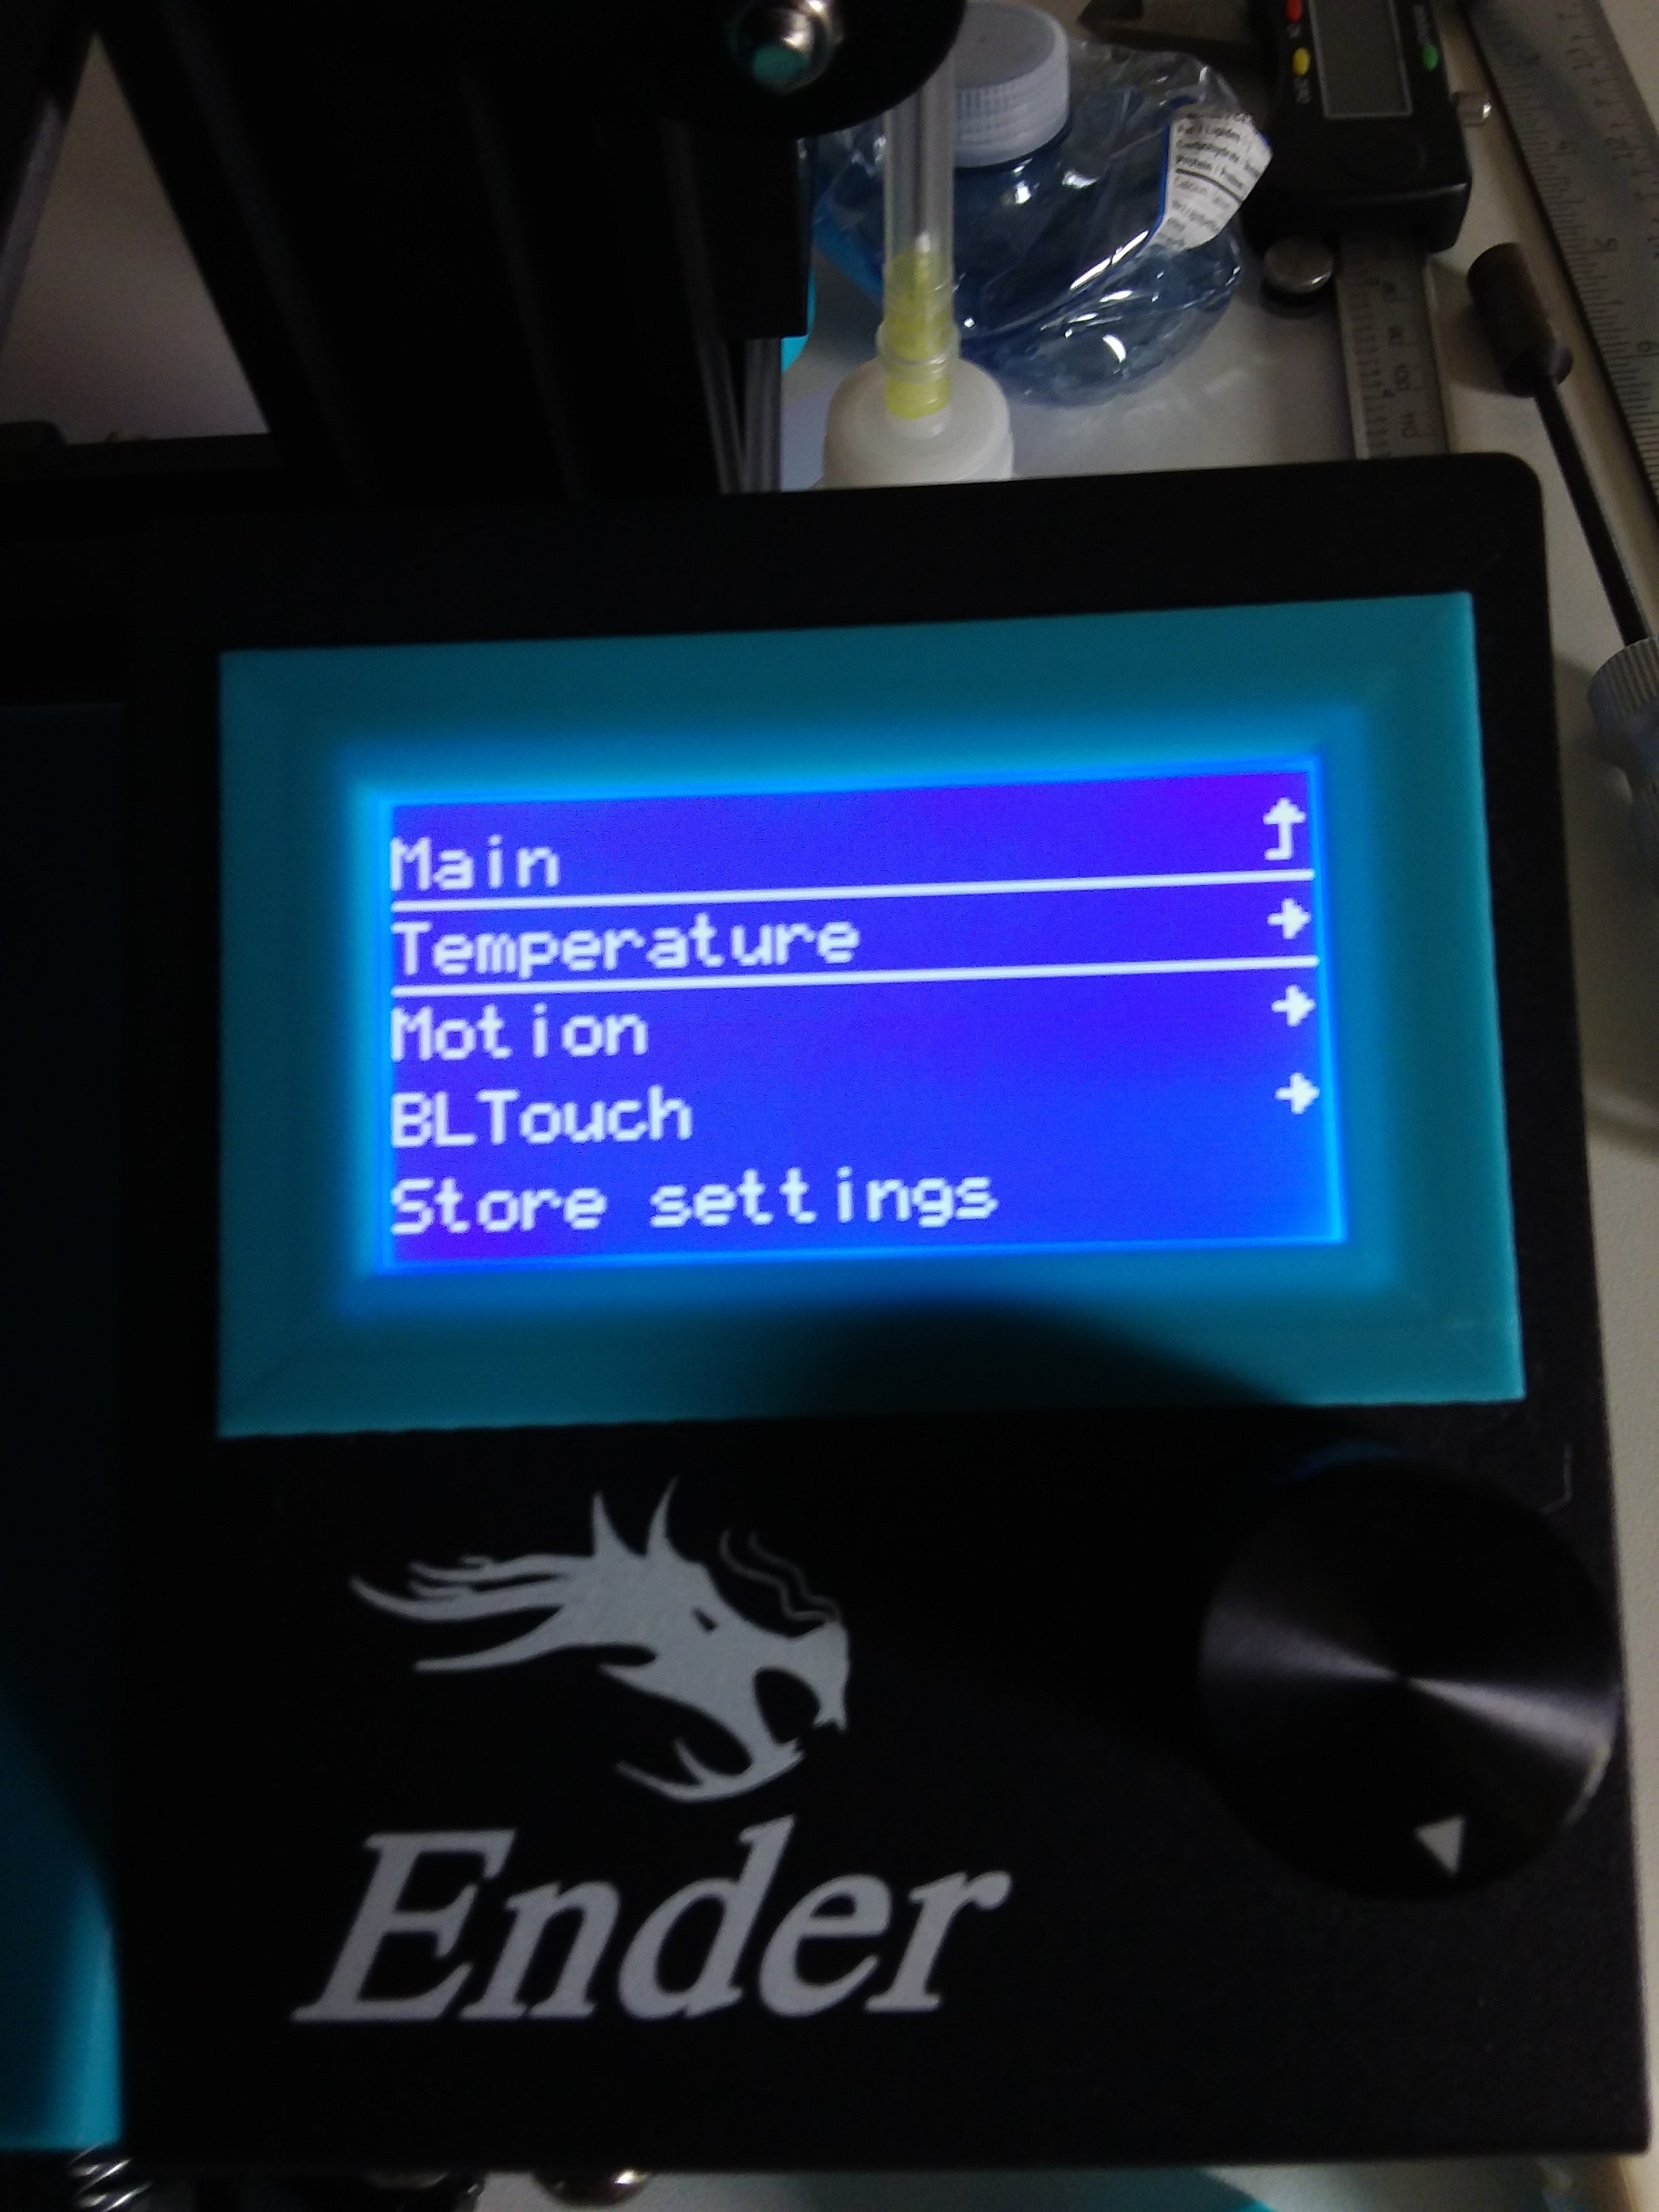 Main
Temperature
Motion
BLTouch
Store settings
Ender